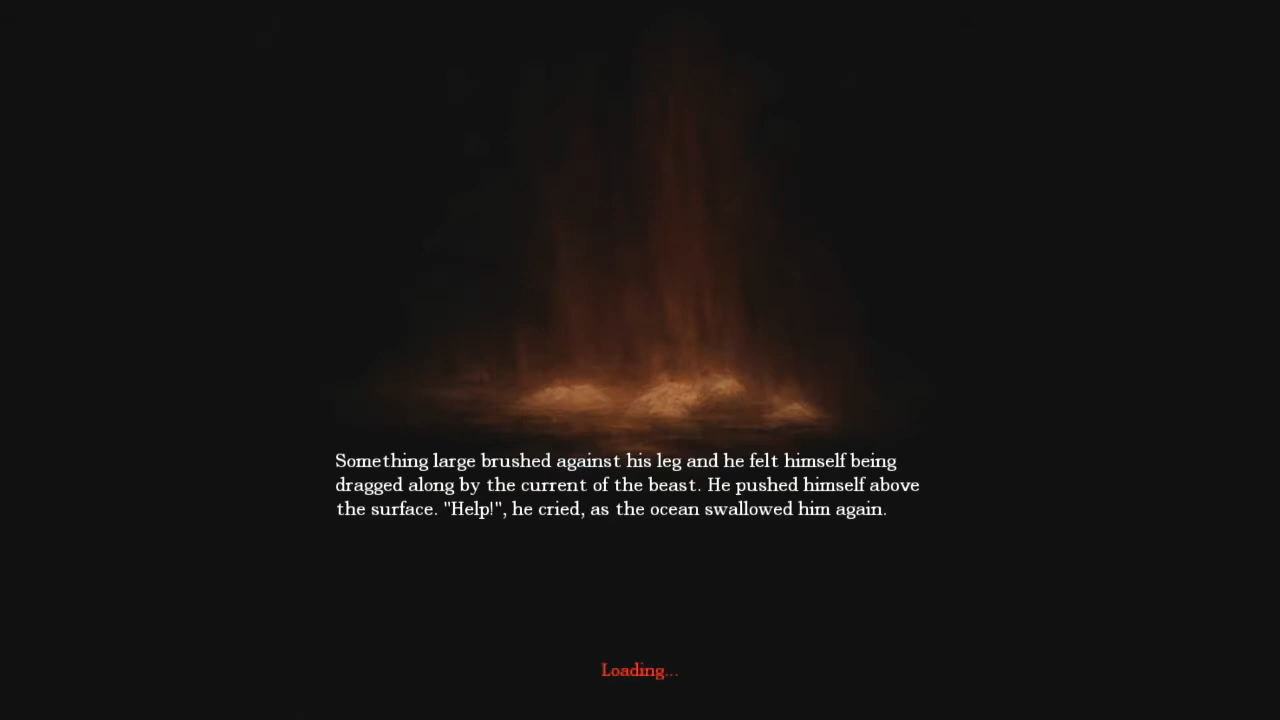 Something large brushed against his leg and he felt himself being
dragged along by the current of the beast. He pushed himself above
the surface. "Help!", he cried, as the ocean swallowed him again.
Loading...